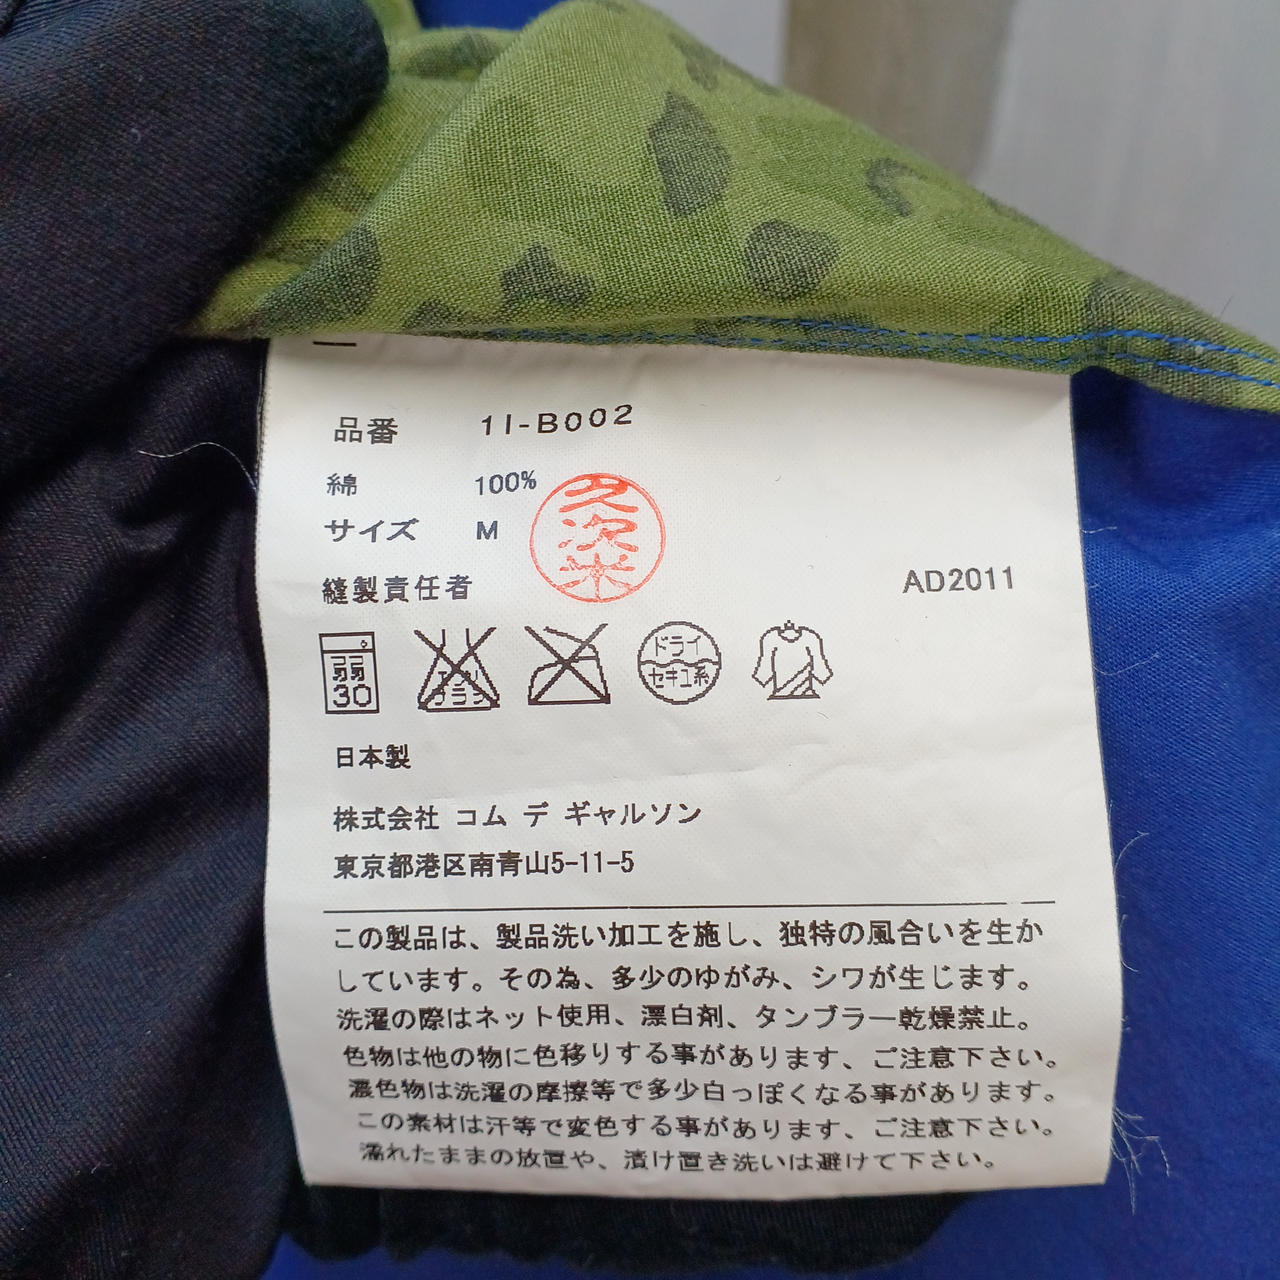 品番 1I-B002
綿 100%
サイズ M
久次米
縫製責任者 AD2011
弱
30
エンソ
サラシ
ドライ
セキユ系
日本製
株式会社 コム デ ギャルソン
東京都港区南青山5-11-5
この製品は、製品洗い加工を施し、独特の風合いを生か
しています。その為、多少のゆがみ、シワが生じます。
洗濯の際はネット使用、漂白剤、タンブラー乾燥禁止。
色物は他の物に色移りする事があります、ご注意下さい。
濃色物は洗濯の摩擦等で多少白っぽくなる事があります。
この素材は汗等で変色する事があります、ご注意下さい。
濡れたままの放置や、漬け置き洗いは避けて下さい。